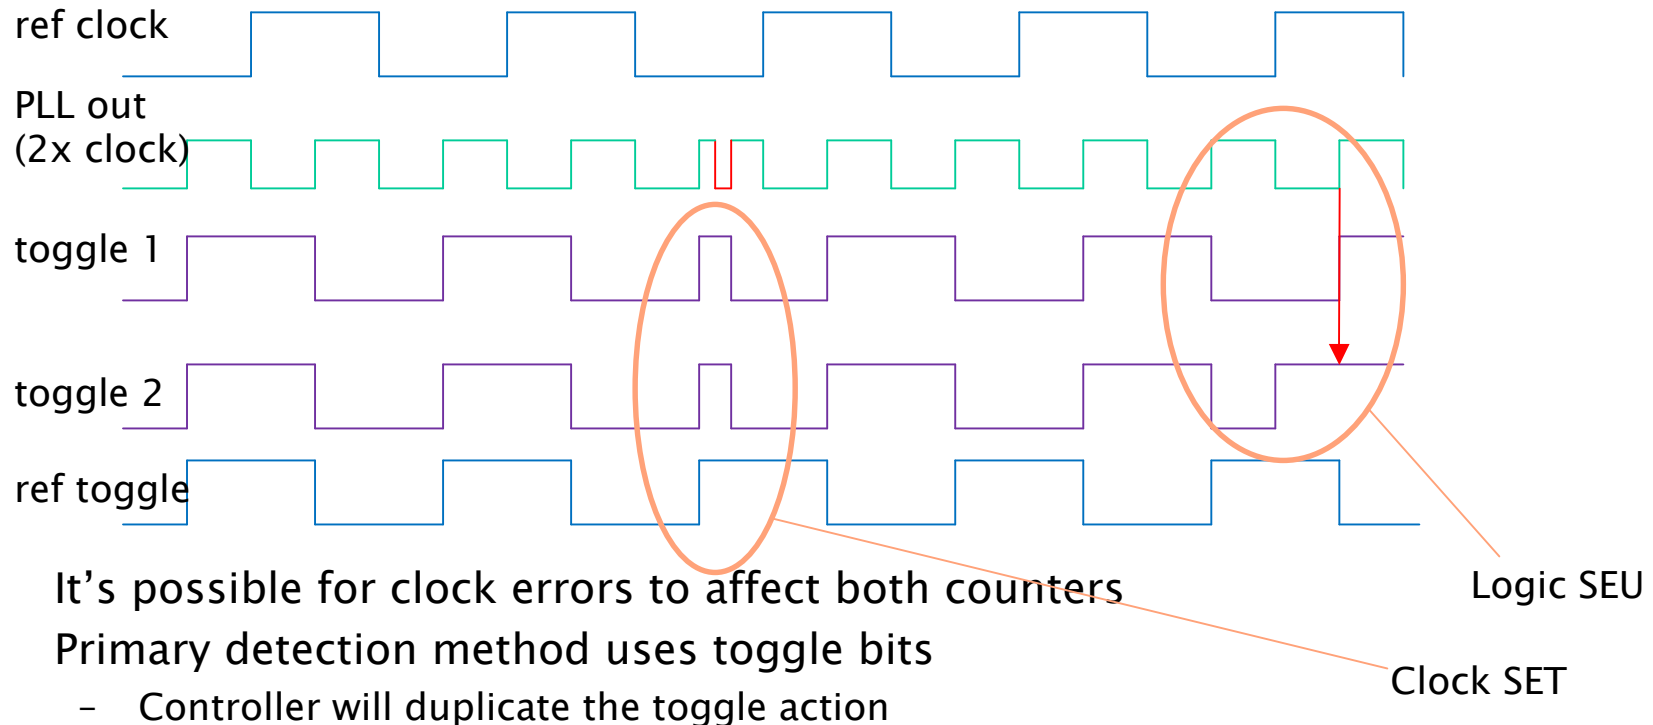 ref clock
PLL out
(2x clock)
toggle 1
toggle 2
ref toggle
It’s possible for clock errors to affect both counters
Logic SEU
Primary detection method uses toggle bits
Clock SET
– Controller will duplicate the toggle action